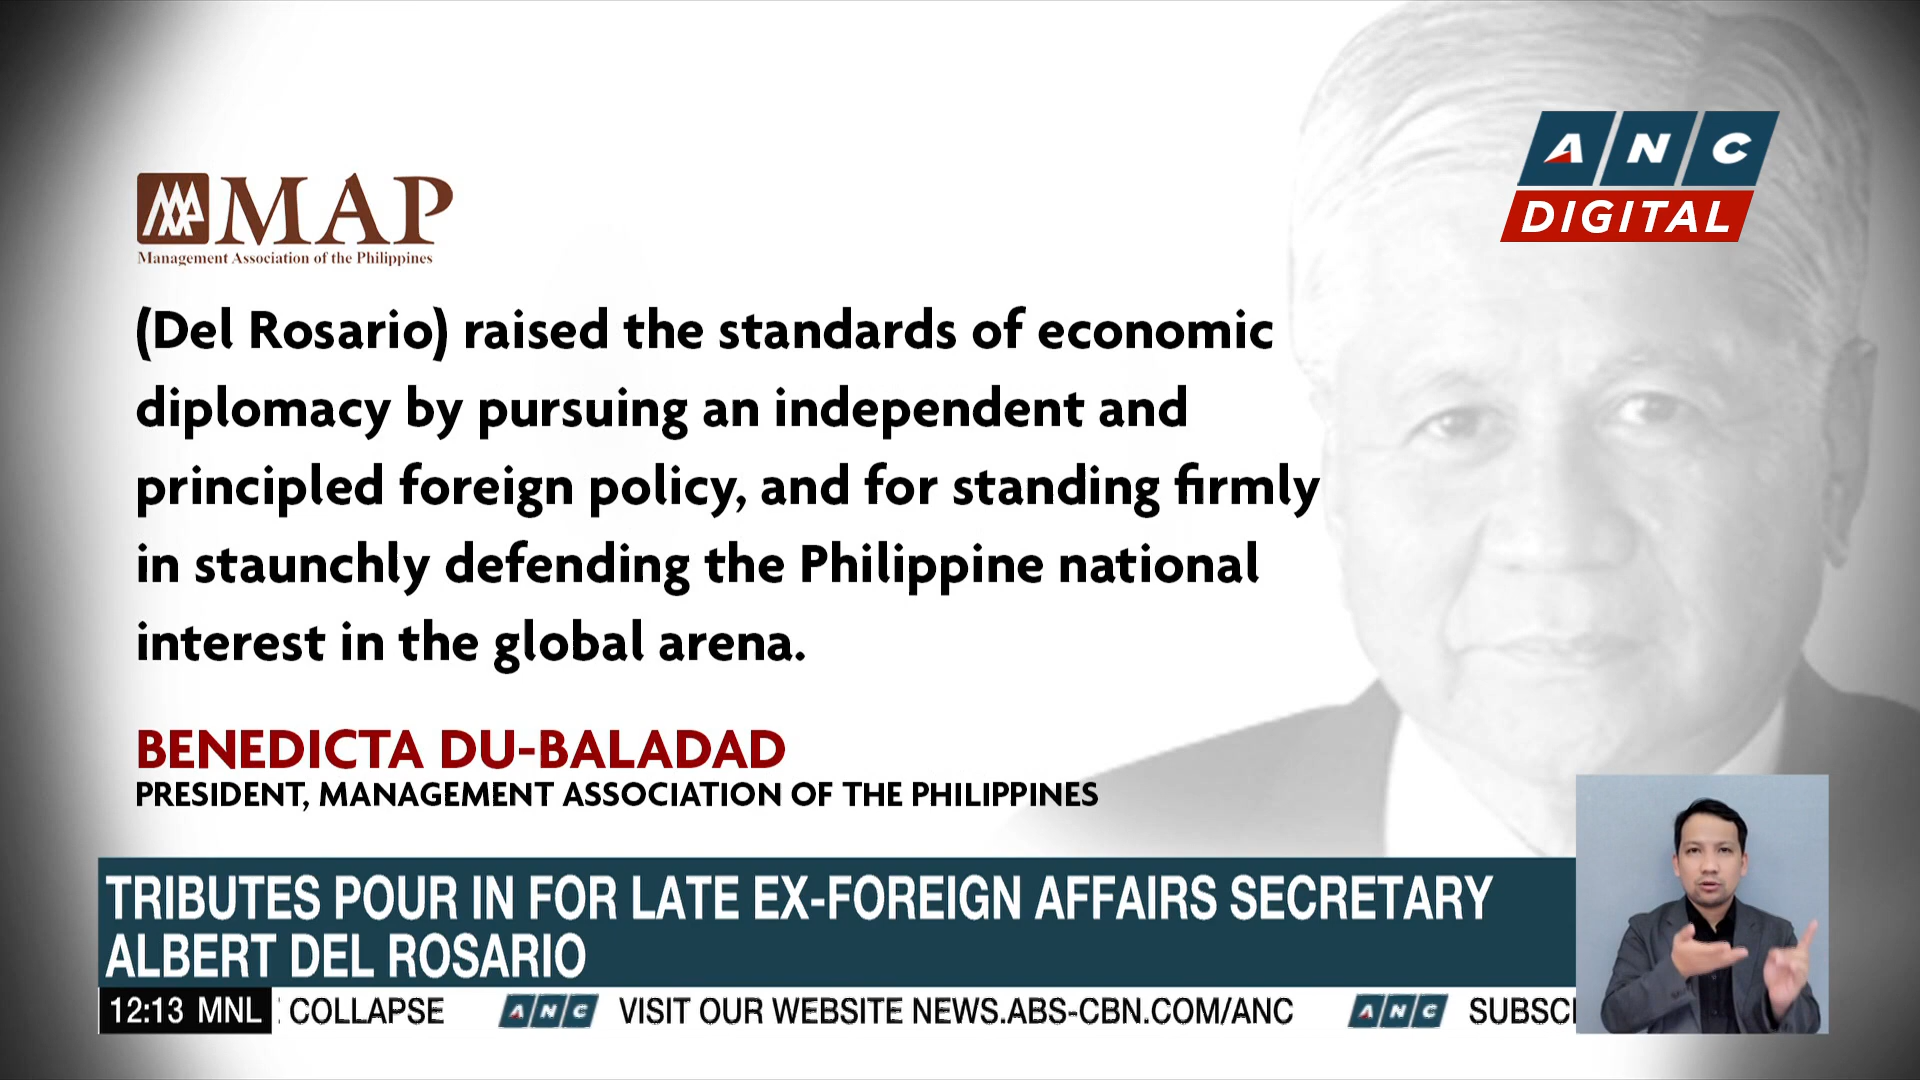 ANC
DIGITAL
MAP
Management Association of the Philippines
(Del Rosario) raised the standards of economic
diplomacy by pursuing an independent and
principled foreign policy, and for standing firmly
in staunchly defending the Philippine national
interest in the global arena.
BENEDICTA DU-BALADAD
PRESIDENT, MANAGEMENT ASSOCIATION OF THE PHILIPPINES
TRIBUTES POUR IN FOR LATE EX-FOREIGN AFFAIRS SECRETARY
ALBERT DEL ROSARIO
12:13 MNL COLLAPSE ANC VISIT OUR WEBSITE NEWS.ABS-CBN.COM/ANC ANC